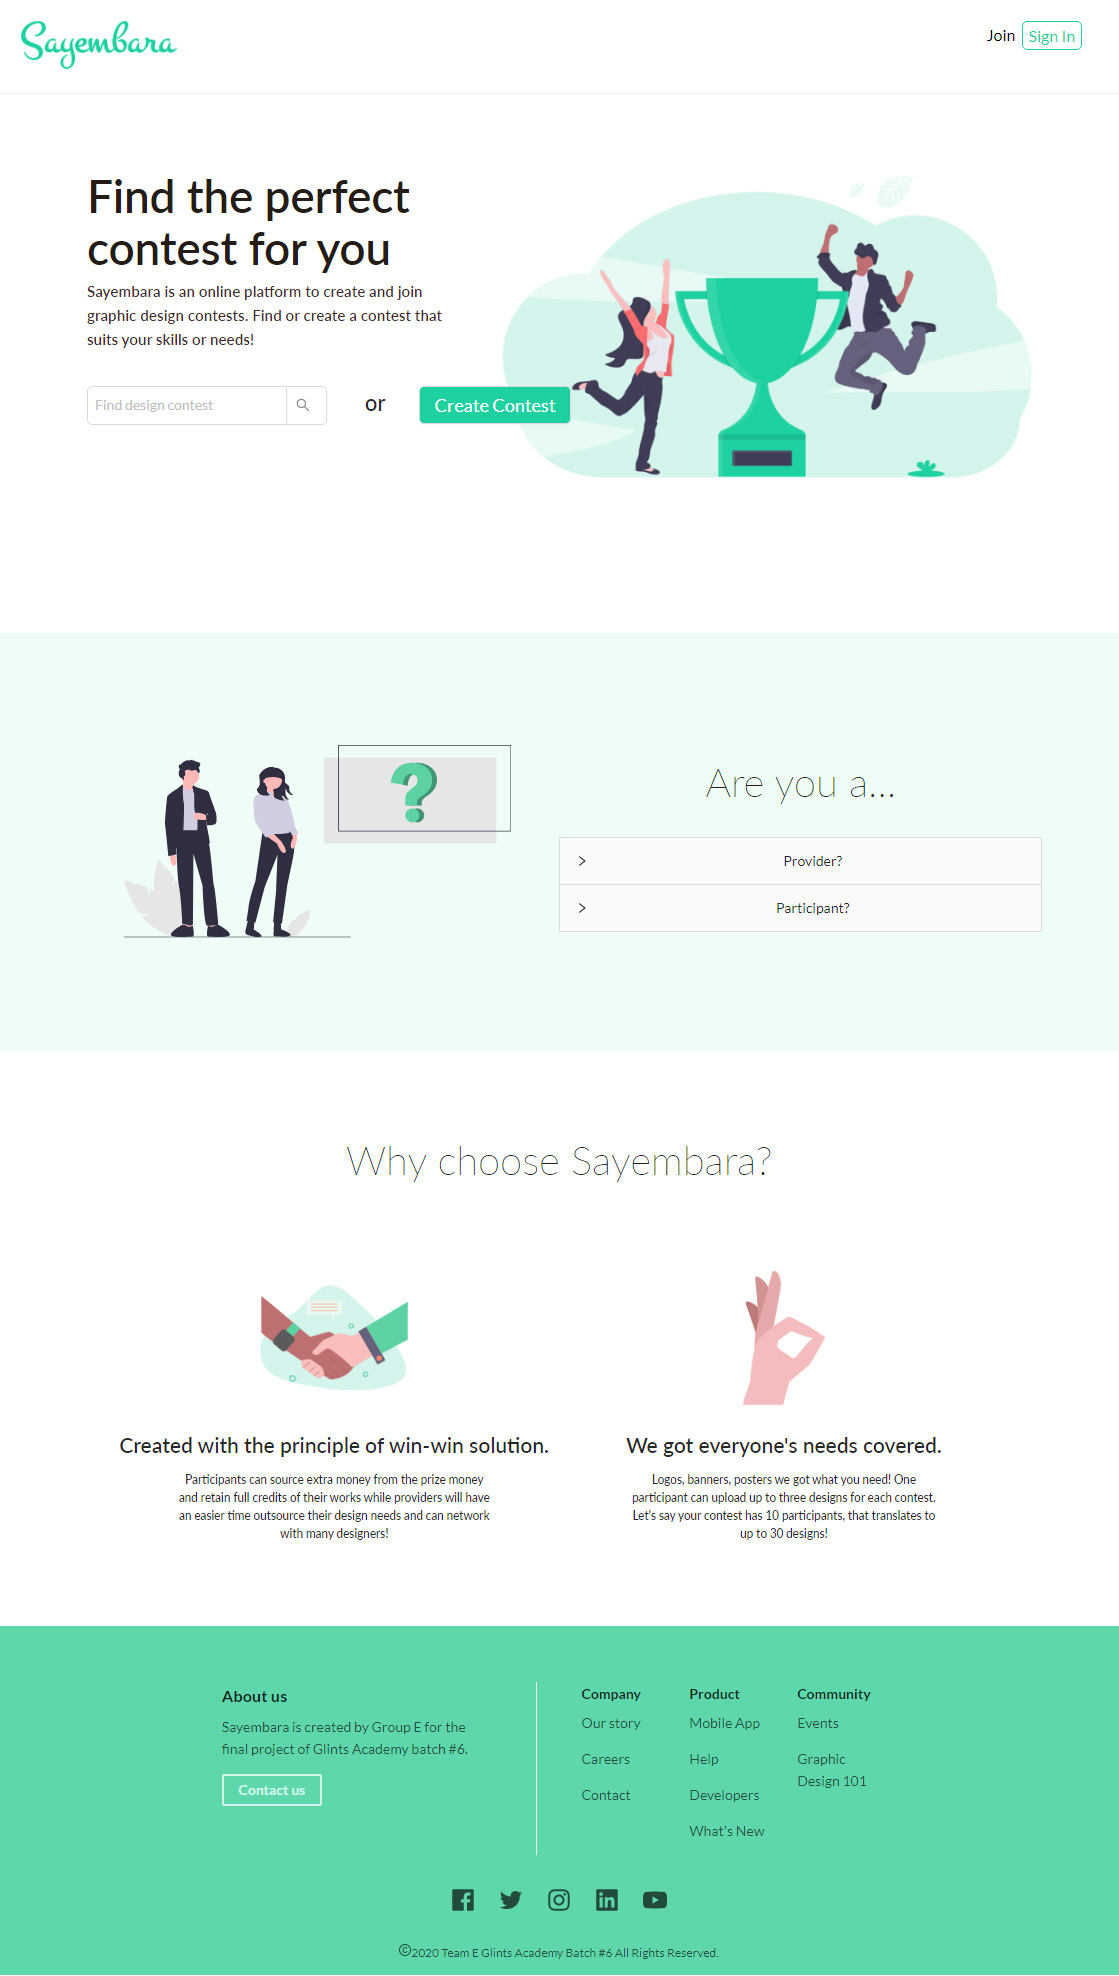 Sayembara
Join Sign In
Find the perfect
contest for you
Sayembara is an online platform to create and join
graphic design contests. Find or create a contest that
suits your skills or needs!
Find design contest
or
Create Contest
?
Are you a...
Provider?
Participant?
Why choose Sayembara?
Created with the principle of win-win solution.
Participants can source extra money from the prize money
and retain full credits of their works while providers will have
an easier time outsource their design needs and can network
with many designers!
We got everyone's needs covered.
Logos, banners, posters we got what you need! One
participant can upload up to three designs for each contest.
Let's say your contest has 10 participants, that translates to
up to 30 designs!
About us
Sayembara is created by Group E for the
final project of Glints Academy batch #6.
Contact us
Company
Our story
Careers
Contact
Product
Mobile App
Help
Developers
What's New
Community
Events
Graphic
Design 101
©2020 Team E Glints Academy Batch #6 All Rights Reserved.